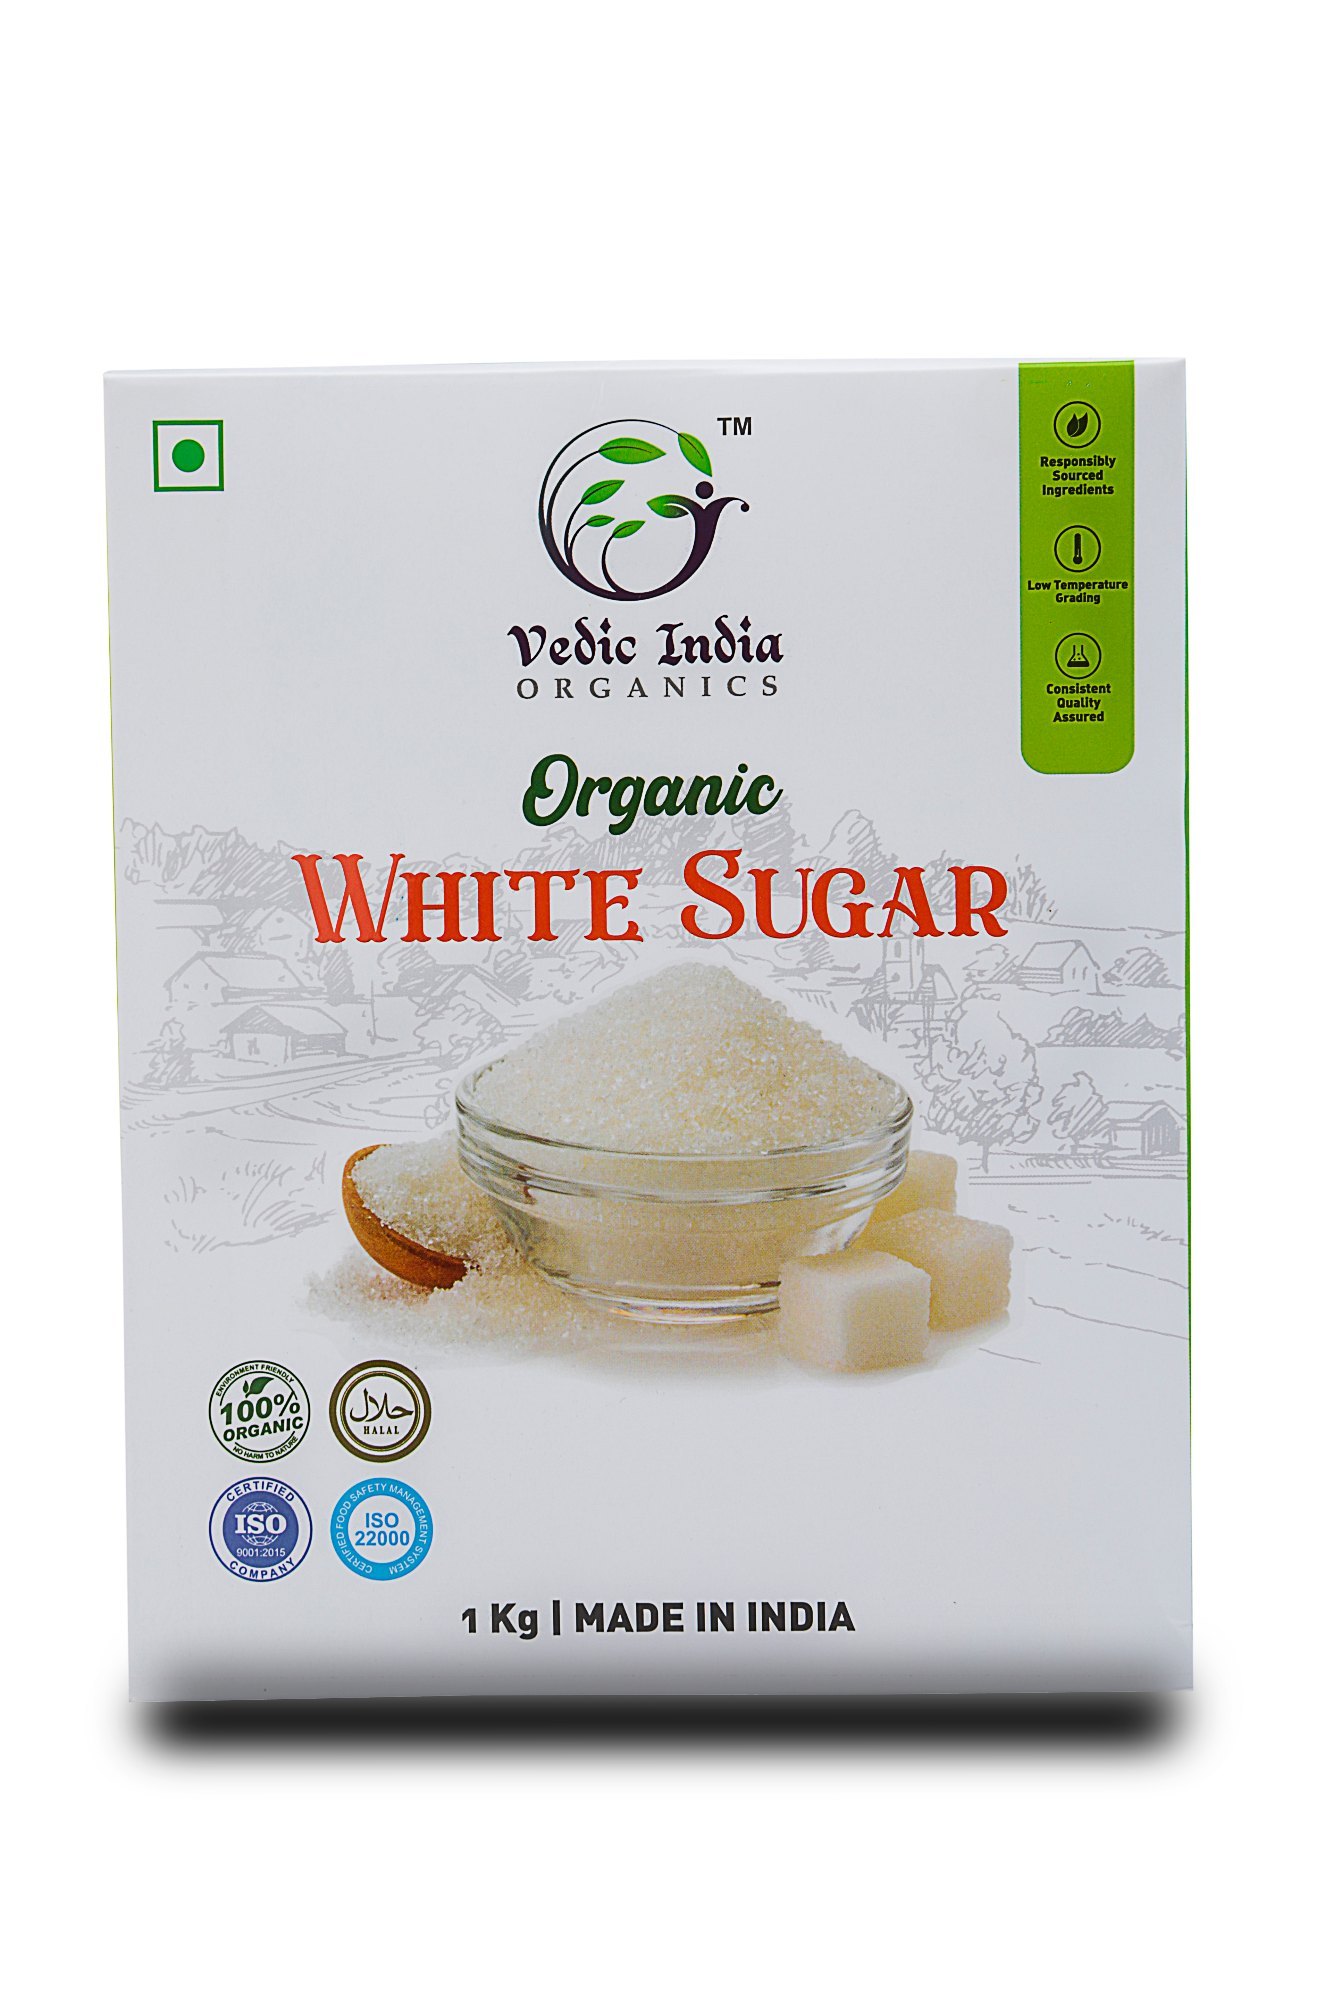 TM
Vedic India
ORGANICS
Responsibly
Sourced
Ingredients
Low Temperature
Grading
Consistent
Quality
Assured
Organic
WHITE SUGAR
ENVIRONMENT FRIENDLY
100%
ORGANIC
NO HARM TO NATURE
حلال
HALAL
CERTIFIED
ISO
9001:2015
COMPANY
CERTIFIED FOOD SAFETY MANAGEMENT SYSTEM
ISO
22000
1 Kg | MADE IN INDIA